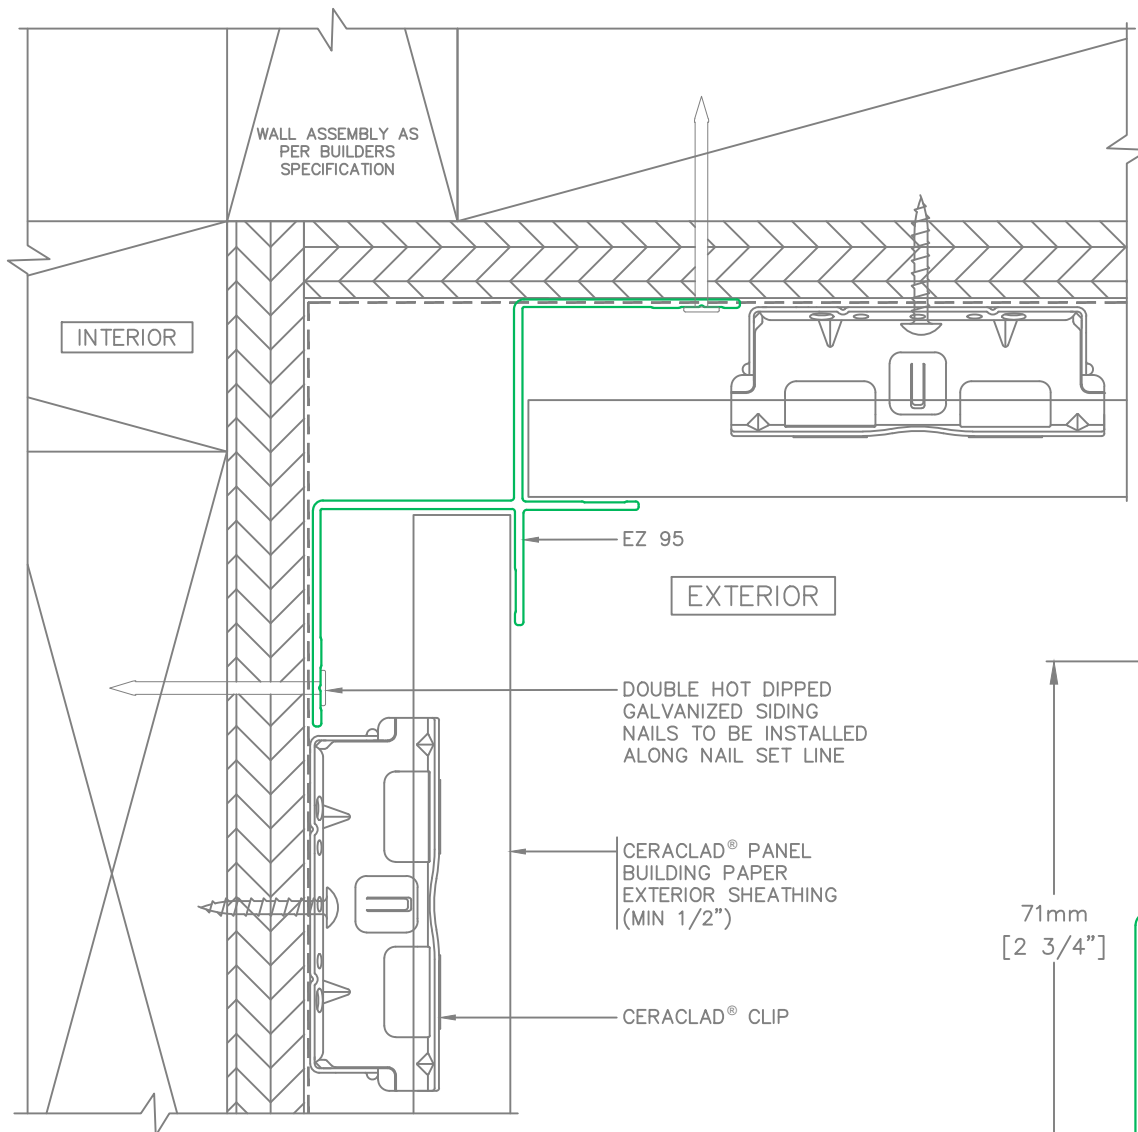 WALL ASSEMBLY AS
PER BUILDERS
SPECIFICATION
INTERIOR
EZ 95
EXTERIOR
DOUBLE HOT DIPPED
GALVANIZED SIDING
NAILS TO BE INSTALLED
ALONG NAIL SET LINE
CERACLAD® PANEL
BUILDING PAPER
EXTERIOR SHEATHING
(MIN 1/2”)
71mm
[2 3/4”]
CERACLAD® CLIP